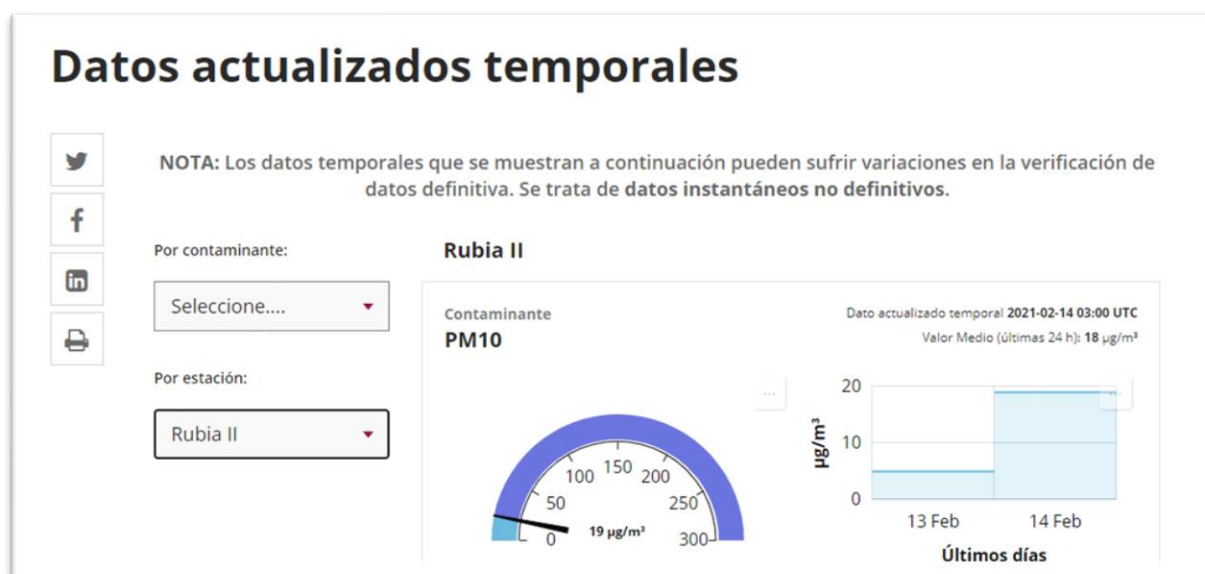 Datos actualizados temporales
NOTA: Los datos temporales que se muestran a continuación pueden sufrir variaciones en la verificación de
datos definitiva. Se trata de datos instantáneos no definitivos.
Por contaminante:
Seleccione....
Por estación:
Rubia II
Rubia II
Contaminante
PM10
Dato actualizado temporal 2021-02-14 03:00 UTC
Valor Medio (últimas 24 h): 18 µg/m³
...
0
50
100
150
200
250
300
19 µg/m³
...
µg/m³
20
10
0
13 Feb
14 Feb
Últimos días